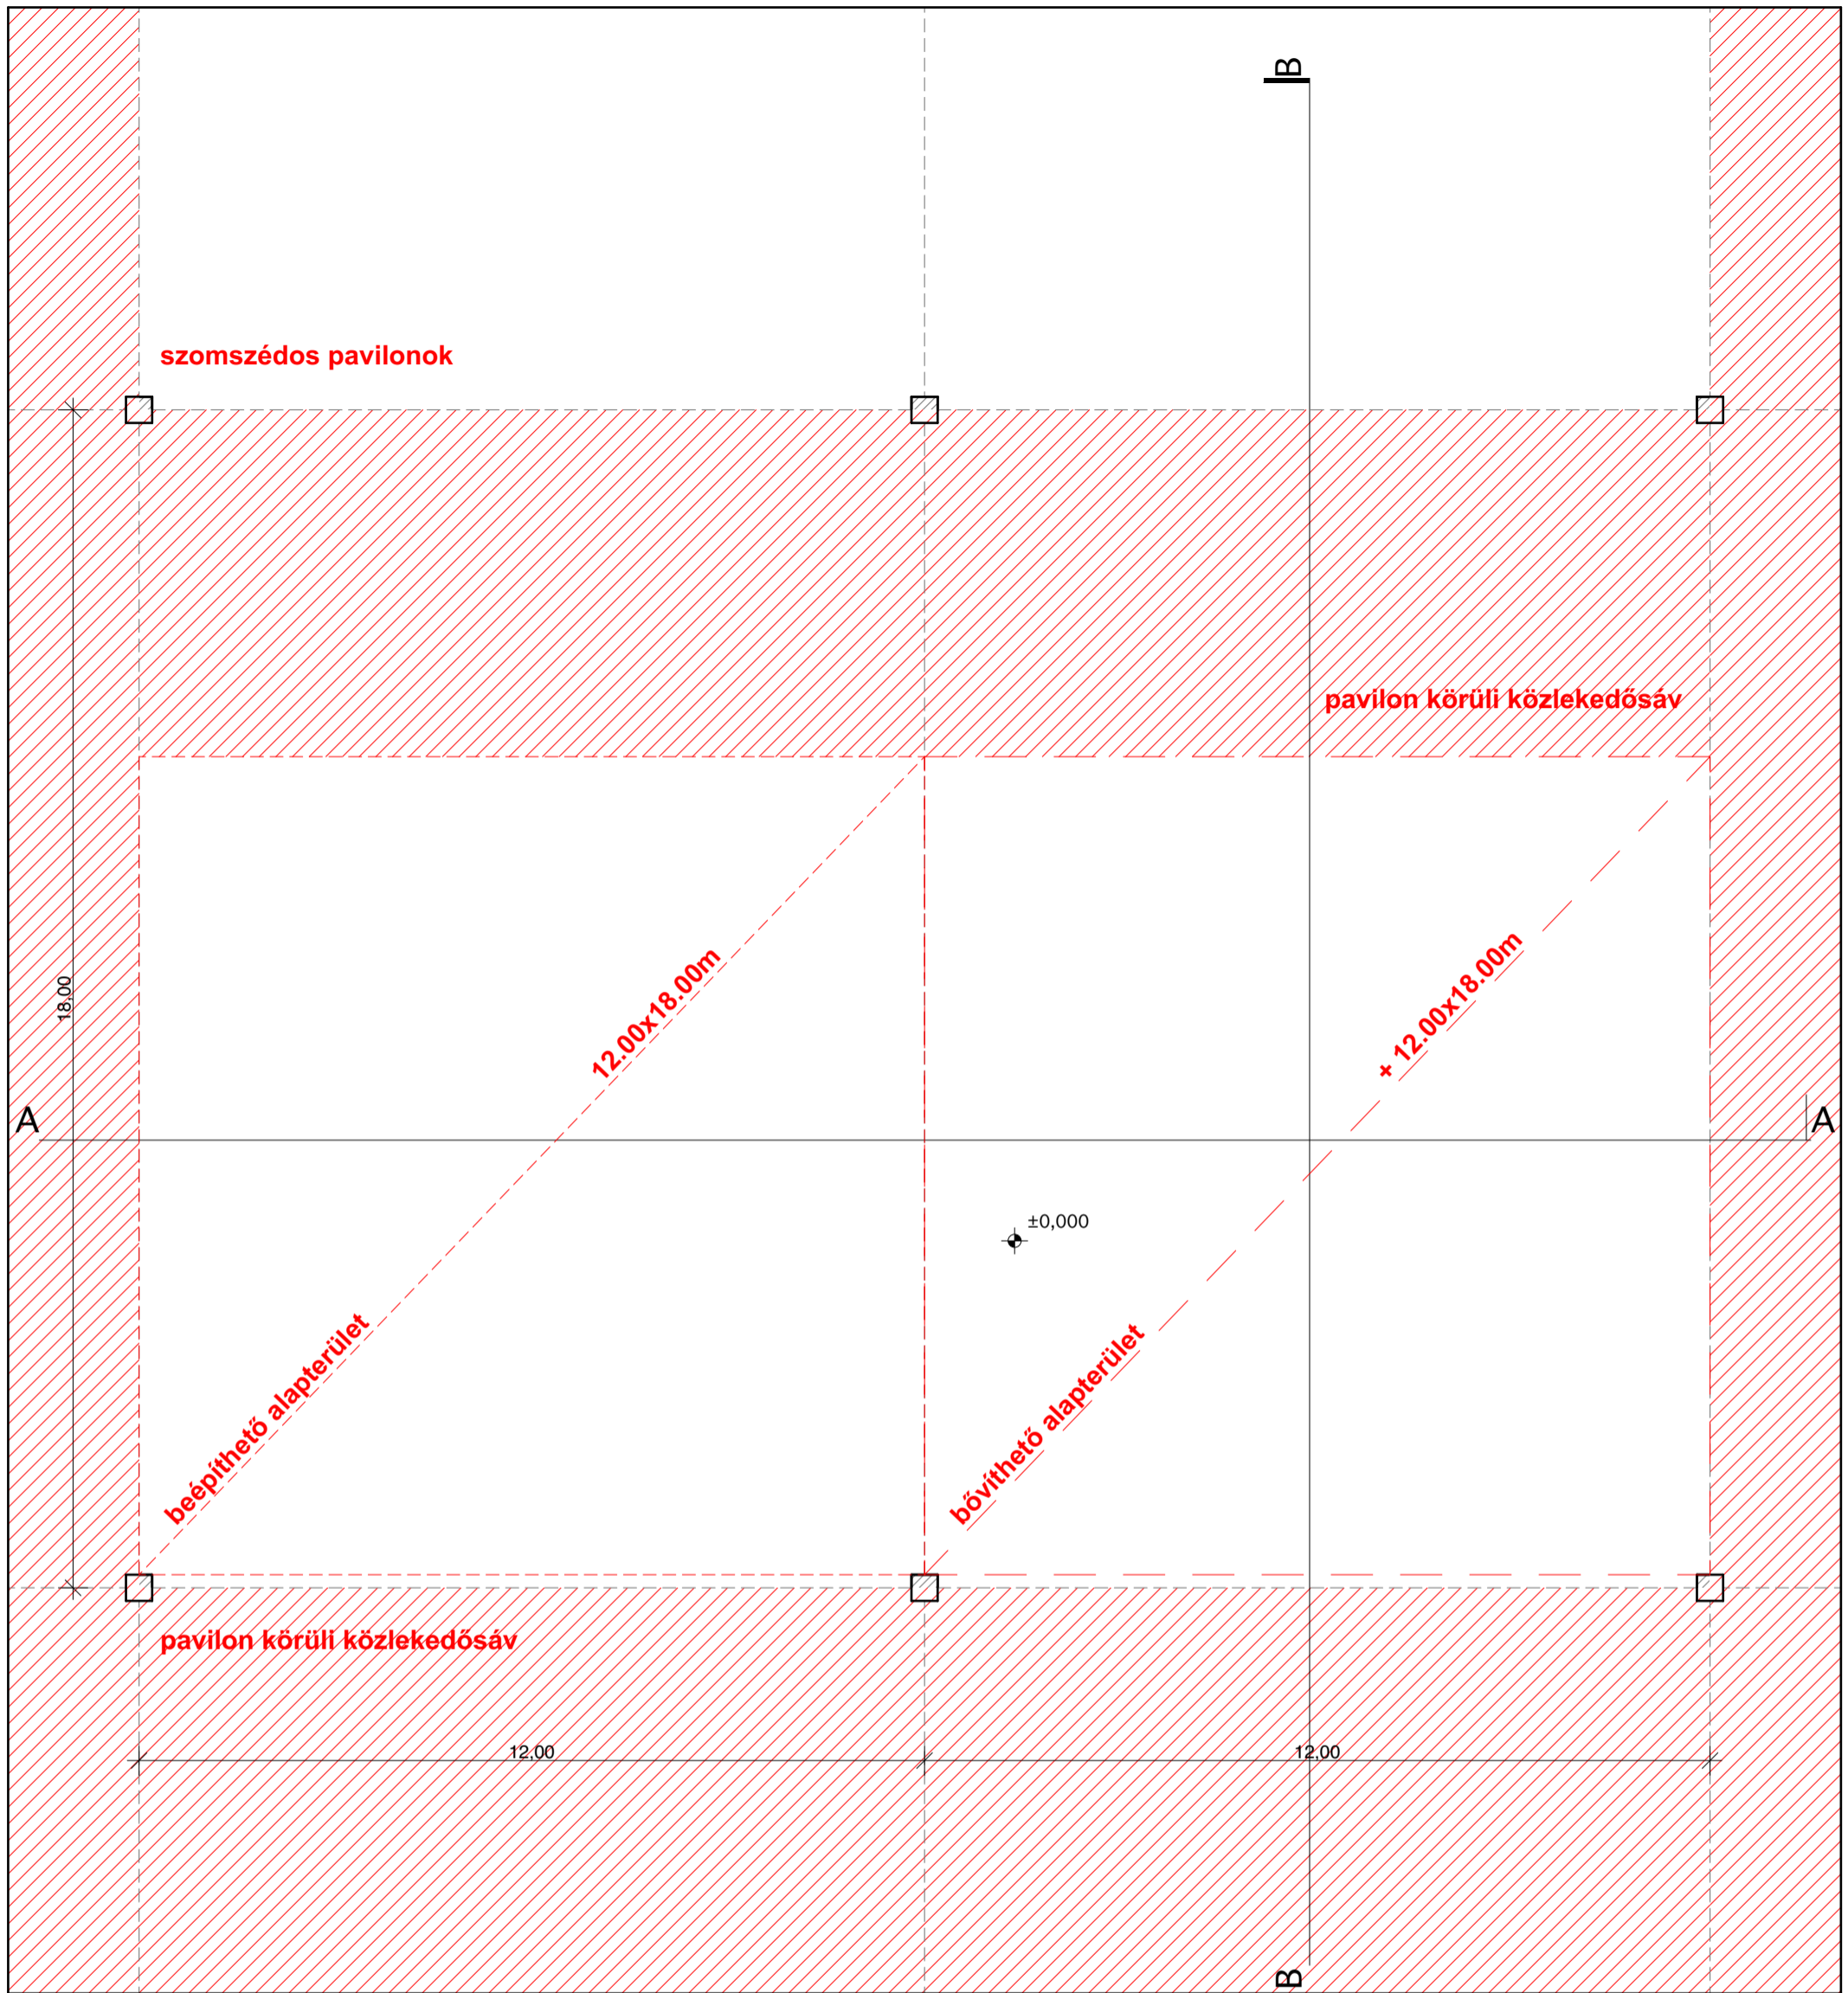 B
szomszédos pavilonok
pavilon körüli közlekedősáv
12.00x18.00m
+ 12.00x18.00m
18,00
A
A
±0,000
beépíthető alapterület
bővíthető alapterület
pavilon körüli közlekedősáv
12,00
12,00
B